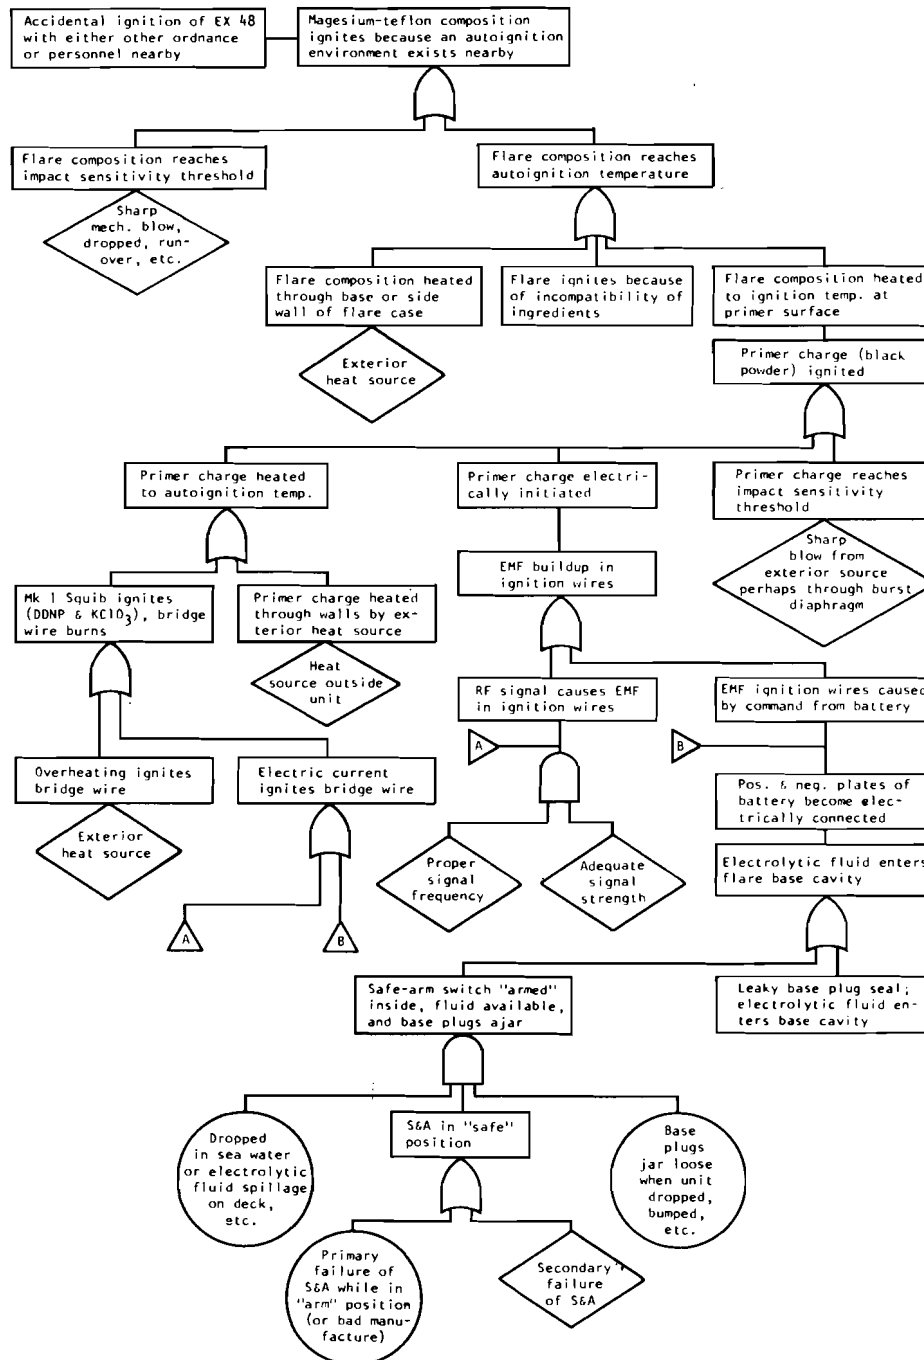 Accidental ignition of EX 48
with either other ordnance
or personnel nearby
Magesium-teflon composition
ignites because an autoignition
environment exists nearby
Flare composition reaches
impact sensitivity threshold
Sharp
mech. blow,
dropped, run-
over, etc.
Flare composition reaches
autoignition temperature
Flare composition heated
through base or side
wall of flare case
Exterior
heat source
Flare ignites because
of incompatibility of
ingredients
Flare composition heated
to ignition temp. at
primer surface
Primer charge (black
powder) ignited
Primer charge heated
to autoignition temp.
Primer charge electri-
cally initiated
Primer charge reaches
impact sensitivity
threshold
Sharp
blow from
exterior source
perhaps through burst
diaphragm
EMF buildup in
ignition wires
Mk 1 Squib ignites
(DDNP & KClO3), bridge
wire burns
Primer charge heated
through walls by ex-
terior heat source
Heat
source outside
unit
RF signal causes EMF
in ignition wires
EMF ignition wires caused
by command from battery
A
B
Overheating ignites
bridge wire
Electric current
ignites bridge wire
Pos. & neg. plates of
battery become elec-
trically connected
Exterior
heat source
Proper
signal
frequency
Adequate
signal
strength
Electrolytic fluid enters
flare base cavity
A
B
Safe-arm switch "armed"
inside, fluid available,
and base plugs ajar
Leaky base plug seal;
electrolytic fluid en-
ters base cavity
Dropped
in sea water
or electrolytic
fluid spillage
on deck,
etc.
S&A in "safe"
position
Base
plugs
jar loose
when unit
dropped,
bumped,
etc.
Primary
failure of
S&A while in
"arm" position
(or bad manu-
facture)
Secondary
failure
of S&A